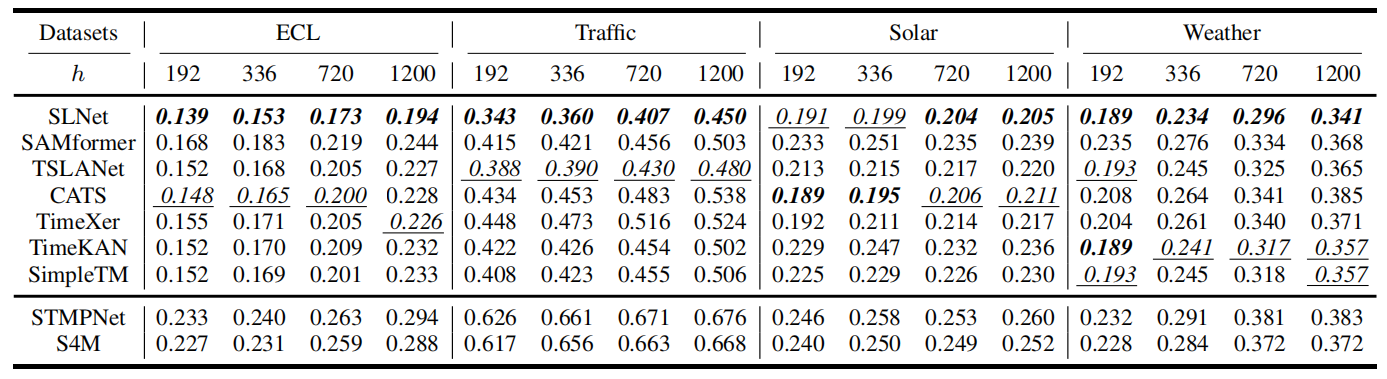 Datasets ECL Traffic Solar Weather
h 192 336 720 1200 192 336 720 1200 192 336 720 1200 192 336 720 1200
SLNet 0.139 0.153 0.173 0.194 0.343 0.360 0.407 0.450 0.191 0.199 0.204 0.205 0.189 0.234 0.296 0.341
SAMformer 0.168 0.183 0.219 0.244 0.415 0.421 0.456 0.503 0.233 0.251 0.235 0.239 0.235 0.276 0.334 0.368
TSLANet 0.152 0.168 0.205 0.227 0.388 0.390 0.430 0.480 0.213 0.215 0.217 0.220 0.193 0.245 0.325 0.365
CATS 0.148 0.165 0.200 0.228 0.434 0.453 0.483 0.538 0.189 0.195 0.206 0.211 0.208 0.264 0.341 0.385
TimeXer 0.155 0.171 0.205 0.226 0.448 0.473 0.516 0.524 0.192 0.211 0.214 0.217 0.204 0.261 0.340 0.371
TimeKAN 0.152 0.170 0.209 0.232 0.422 0.426 0.454 0.502 0.229 0.247 0.232 0.236 0.189 0.241 0.317 0.357
SimpleTM 0.152 0.169 0.201 0.233 0.408 0.423 0.455 0.506 0.225 0.229 0.226 0.230 0.193 0.245 0.318 0.357
STMPNet 0.233 0.240 0.263 0.294 0.626 0.661 0.671 0.676 0.246 0.258 0.253 0.260 0.232 0.291 0.381 0.383
S4M 0.227 0.231 0.259 0.288 0.617 0.656 0.663 0.668 0.240 0.250 0.249 0.252 0.228 0.284 0.372 0.372